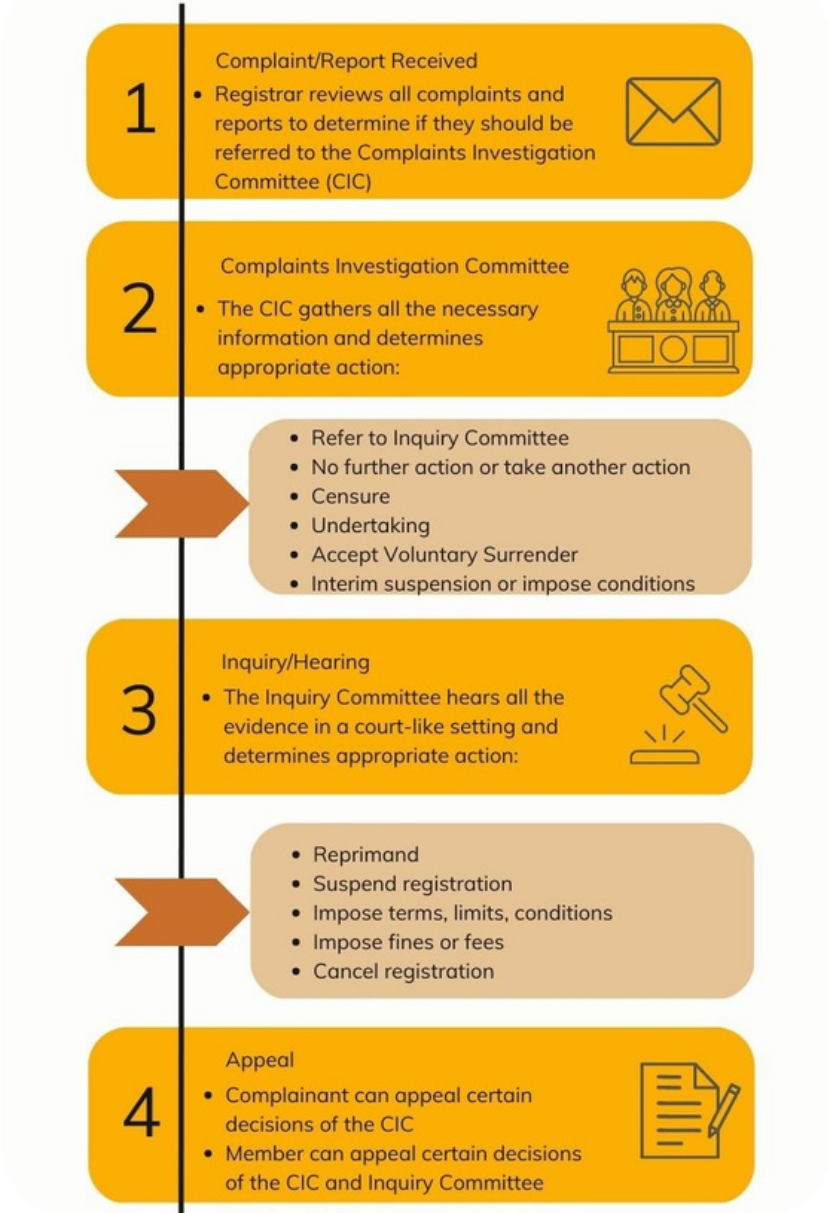 1
Complaint/Report Received
• Registrar reviews all complaints and
reports to determine if they should be
referred to the Complaints Investigation
Committee (CIC)
2
Complaints Investigation Committee
• The CIC gathers all the necessary
information and determines
appropriate action:
• Refer to Inquiry Committee
• No further action or take another action
• Censure
• Undertaking
• Accept Voluntary Surrender
• Interim suspension or impose conditions
3
Inquiry/Hearing
• The Inquiry Committee hears all the
evidence in a court-like setting and
determines appropriate action:
• Reprimand
• Suspend registration
• Impose terms, limits, conditions
• Impose fines or fees
• Cancel registration
4
Appeal
• Complainant can appeal certain
decisions of the CIC
• Member can appeal certain decisions
of the CIC and Inquiry Committee